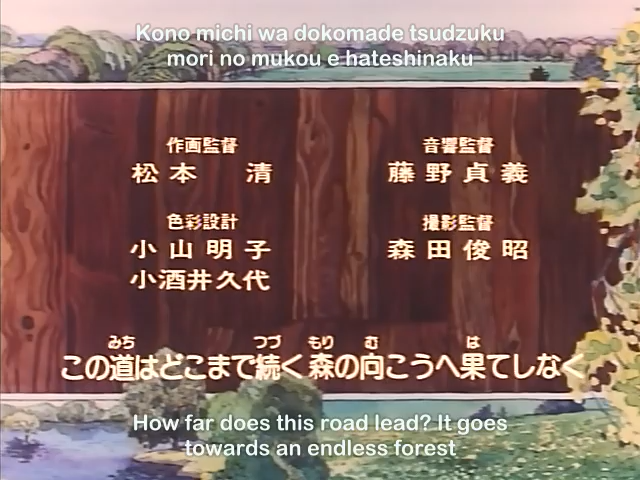 Kono michi wa dokomade tsudzuku
mori no mukou e hateshinaku
作画監督
松本 清
音響監督
藤野貞義
色彩設計
小山明子
小酒井久代
撮影監督
森田俊昭
みち つづ もり む は
この道はどこまで続く 森の向こうへ果てしなく
How far does this road lead? It goes
towards an endless forest